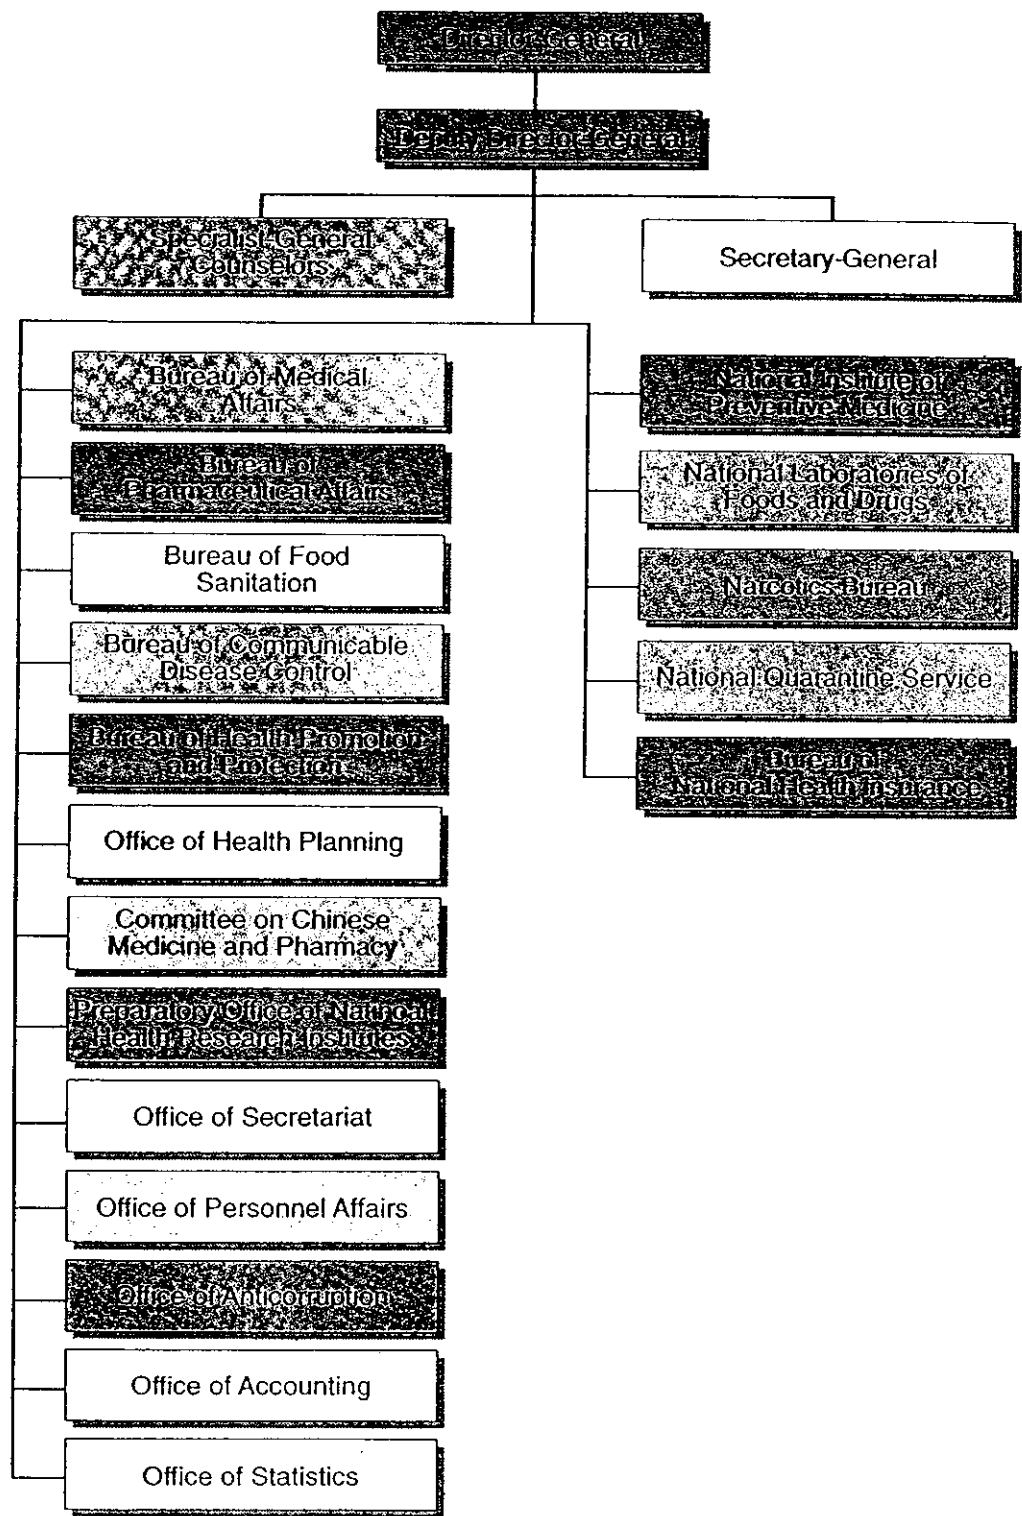 Director-General
Deputy Director-General
Specialist-General
Counselors
Secretary-General
Bureau of Medical
Affairs
Bureau of
Pharmaceutical Affairs
Bureau of Food
Sanitation
Bureau of Communicable
Disease Control
Bureau of Health Promotion
and Protection
Office of Health Planning
Committee on Chinese
Medicine and Pharmacy
Preparatory Office of Natinoal
Health Research Institutes
Office of Secretariat
Office of Personnel Affairs
Office of Anticorruption
Office of Accounting
Office of Statistics
National Institute of
Preventive Medicine
National Laboratories of
Foods and Drugs
Narcotics Bureau
National Quarantine Service
Bureau of
National Health Insurance